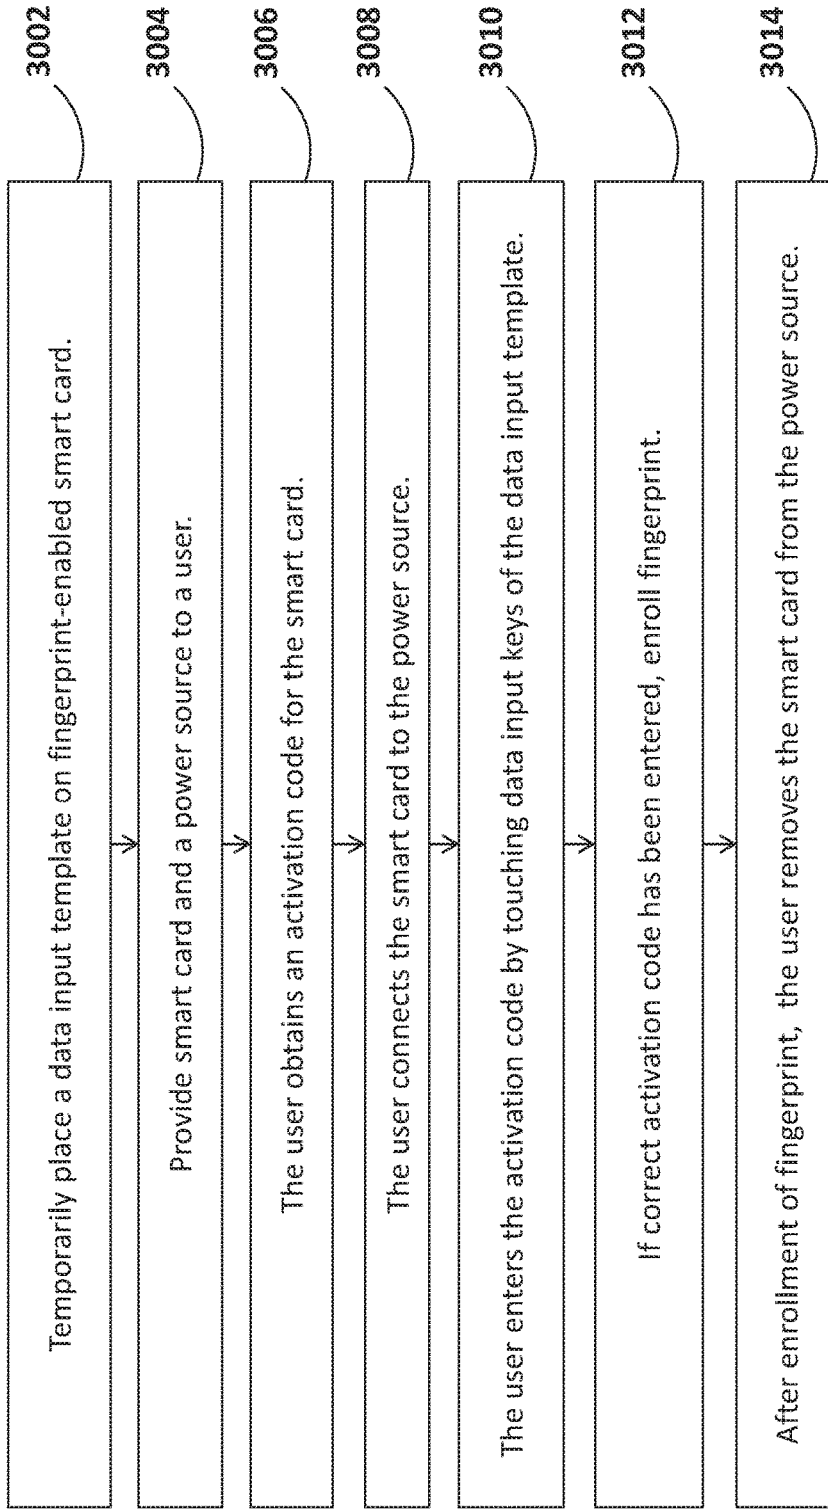 Temporarily place a data input template on fingerprint-enabled smart card.
3002
Provide smart card and a power source to a user.
3004
The user obtains an activation code for the smart card.
3006
The user connects the smart card to the power source.
3008
The user enters the activation code by touching data input keys of the data input template.
3010
If correct activation code has been entered, enroll fingerprint.
3012
After enrollment of fingerprint, the user removes the smart card from the power source.
3014